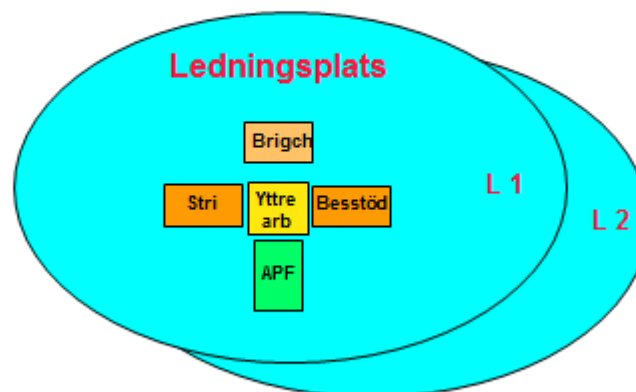 Ledningsplats
Brigch
L 1
Stri
Yttre
arb
Besstöd
L 2
APF